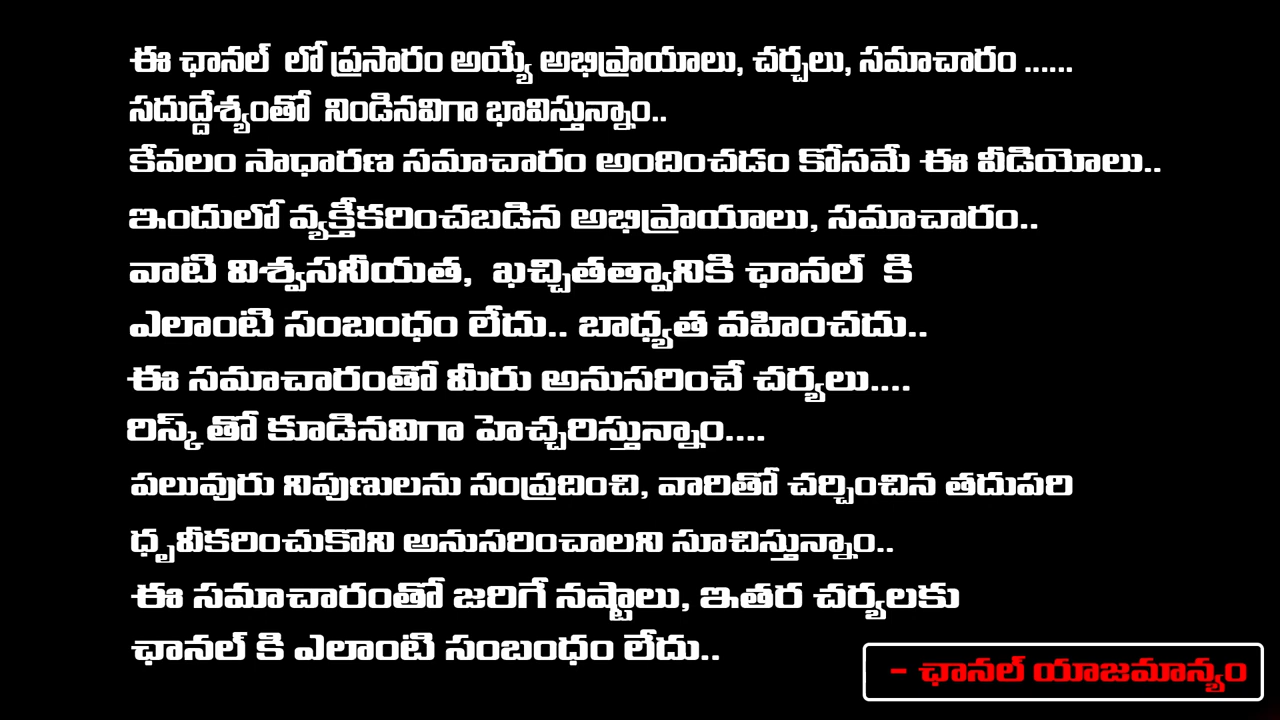 ఈ ఛానల్ లో ప్రసారం అయ్యే అభిప్రాయాలు, చర్చలు, సమాచారం ......
సదుద్దేశ్యంతో నిండినవిగా భావిస్తున్నాం..
కేవలం సాధారణ సమాచారం అందించడం కోసమే ఈ వీడియోలు..
ఇందులో వ్యక్తీకరించబడిన అభిప్రాయాలు, సమాచారం..
వాటి విశ్వసనీయత, ఖచ్చితత్వానికి ఛానల్ కి
ఎలాంటి సంబంధం లేదు.. బాధ్యత వహించదు..
ఈ సమాచారంతో మీరు అనుసరించే చర్యలు....
రిస్క్ తో కూడినవిగా హెచ్చరిస్తున్నాం....
పలువురు నిపుణులను సంప్రదించి, వారితో చర్చించిన తదుపరి
ధృవీకరించుకొని అనుసరించాలని సూచిస్తున్నాం..
ఈ సమాచారంతో జరిగే నష్టాలు, ఇతర చర్యలకు
ఛానల్ కి ఎలాంటి సంబంధం లేదు..
- ఛానల్ యాజమాన్యం